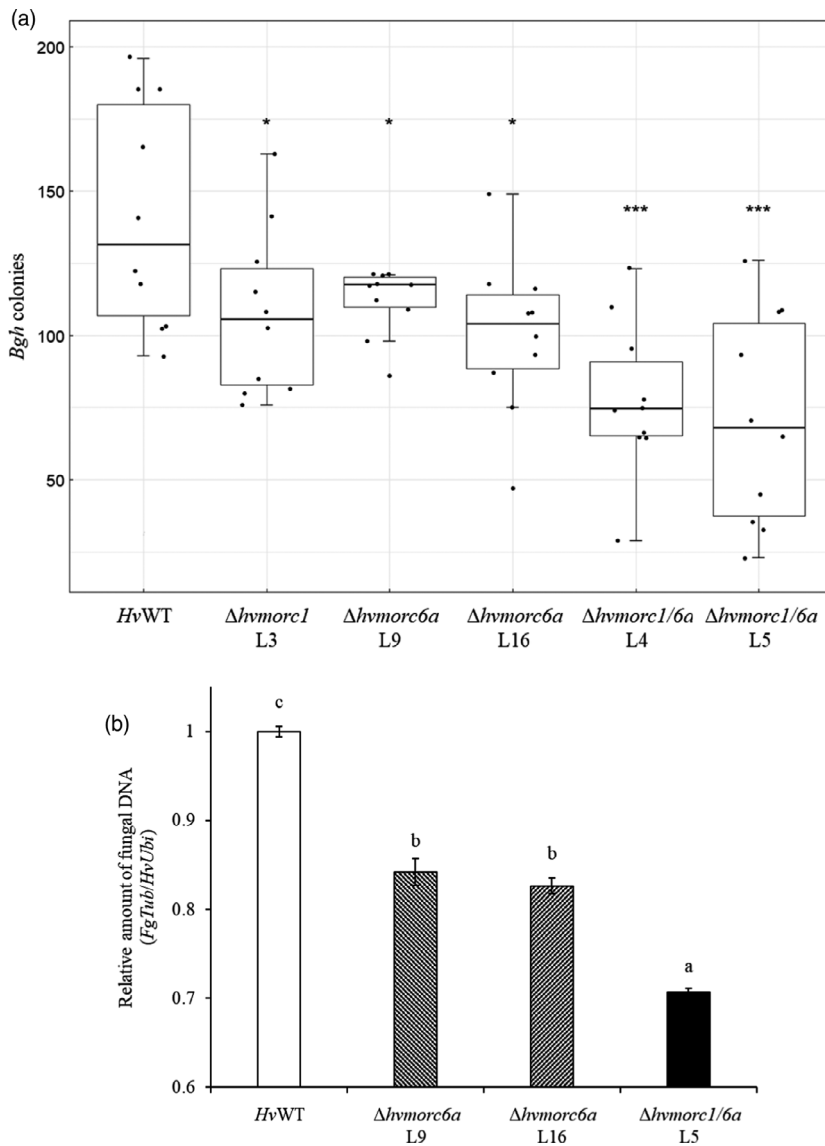 (a)
200
150
100
50
Bgh colonies
* * * *** ***
HvWT Δhvmorc1 Δhvmorc6a Δhvmorc6a Δhvmorc1/6a Δhvmorc1/6a
L3 L9 L16 L4 L5
(b)
1
0.9
0.8
0.7
0.6
Relative amount of fungal DNA
(FgTub/HvUbi)
c
b
b
a
HvWT Δhvmorc6a Δhvmorc6a Δhvmorc1/6a
L9 L16 L5